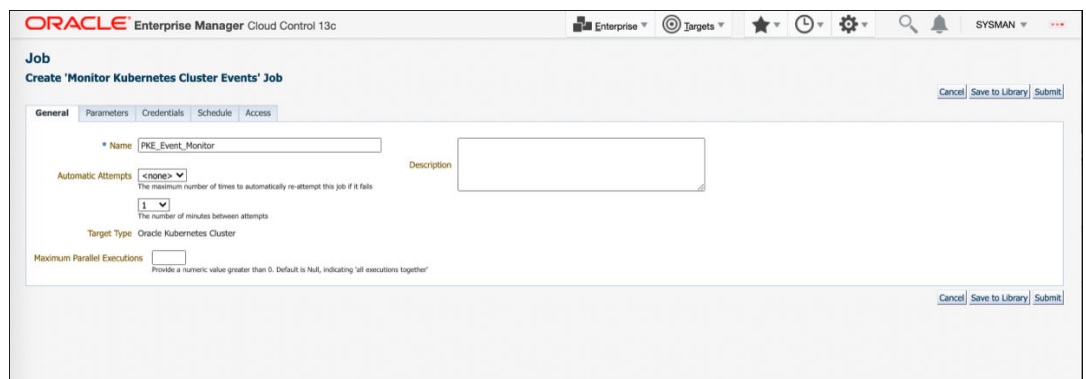 ORACLE Enterprise Manager Cloud Control 13c
Enterprise Targets SYSMAN
Job
Create 'Monitor Kubernetes Cluster Events' Job
Cancel Save to Library Submit
General Parameters Credentials Schedule Access
* Name PKE_Event_Monitor
Description
Automatic Attempts <none>
The maximum number of times to automatically re-attempt this job if it fails
1
The number of minutes between attempts
Target Type Oracle Kubernetes Cluster
Maximum Parallel Executions
Provide a numeric value greater than 0. Default is Null, indicating 'all executions together'
Cancel Save to Library Submit